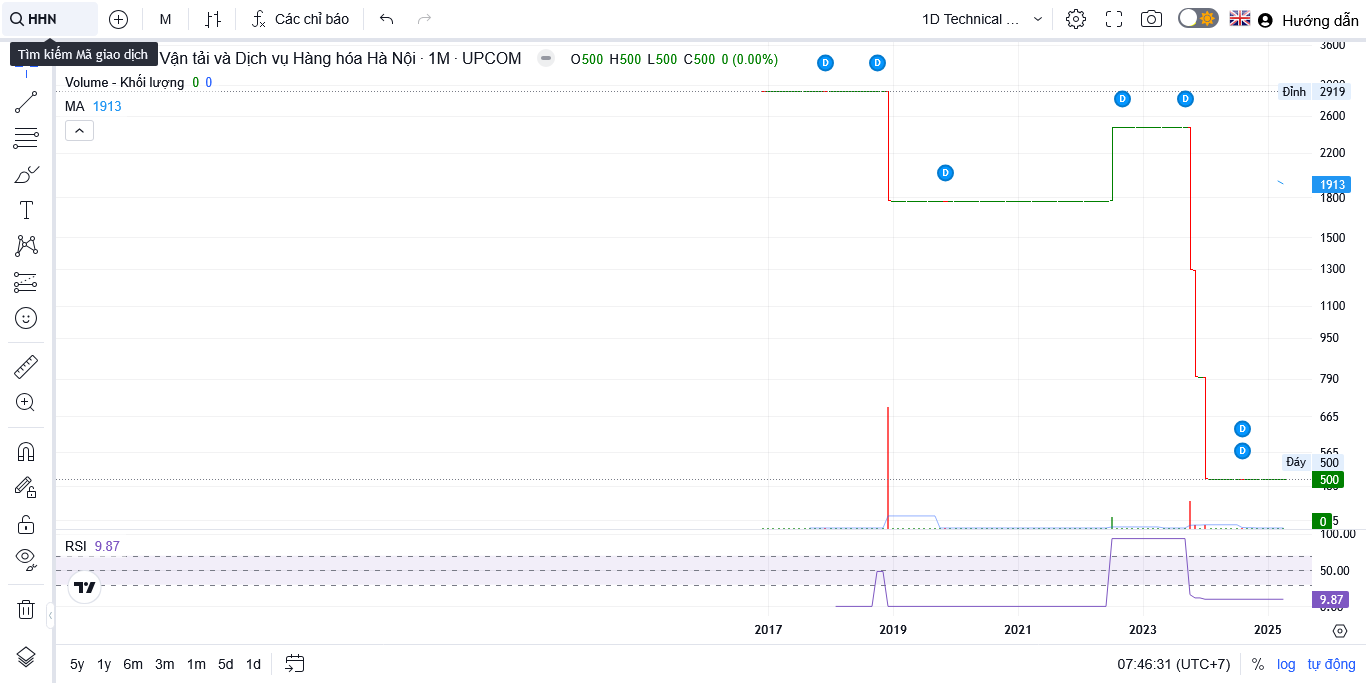 HHN
M
Các chỉ báo
1D Technical ...
Hướng dẫn
Tìm kiếm Mã giao dịch
Vận tải và Dịch vụ Hàng hóa Hà Nội · 1M · UPCOM
O500 H500 L500 C500 0 (0.00%)
Volume - Khối lượng 0 0
MA 1913
D
D
D
D
D
D
D
3600
Đỉnh 2919
2600
2200
1913
1800
1500
1300
1100
950
790
665
565
Đáy 500
500
0
100.00
RSI 9.87
50.00
9.87
0.00
2017 2019 2021 2023 2025
5y 1y 6m 3m 1m 5d 1d
07:46:31 (UTC+7)
% log tự động